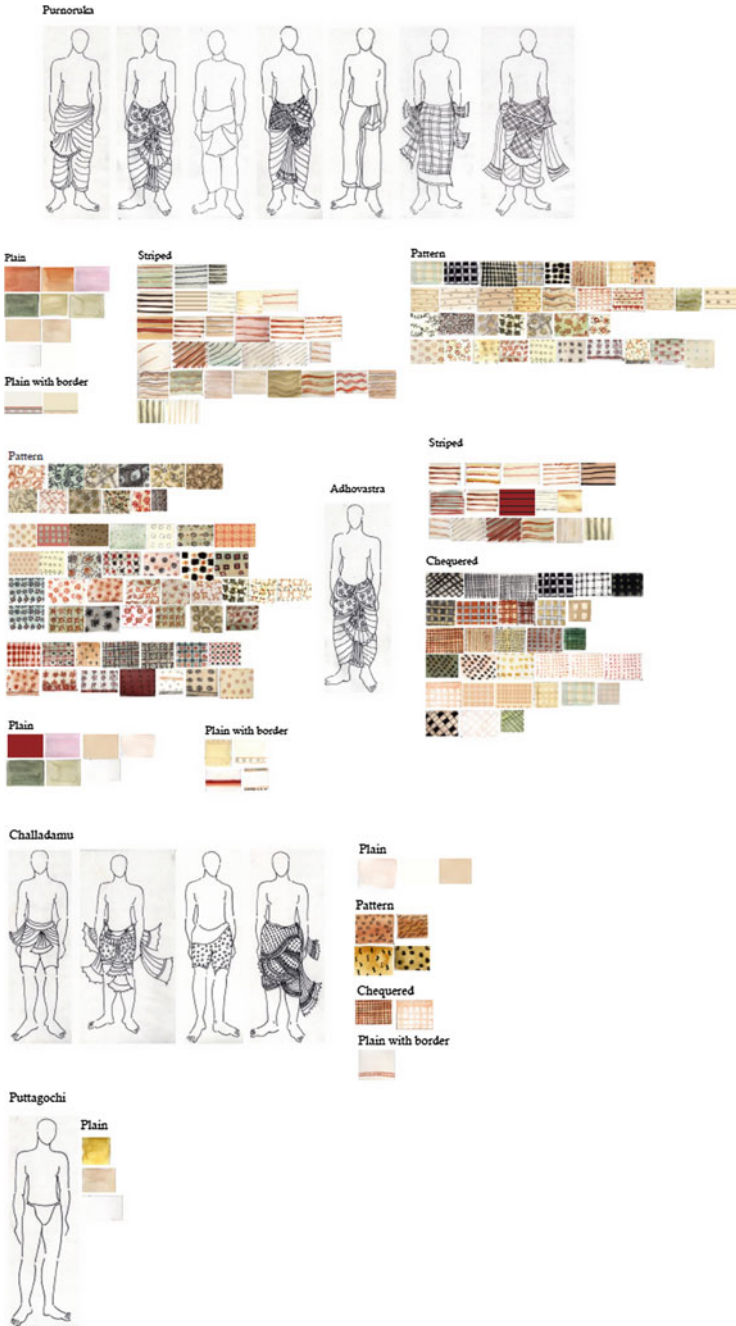 Purnoruka
Plain
Striped
Pattern
Plain with border
Pattern
Adhovastra
Striped
Chequered
Plain
Plain with border
Challadamu
Plain
Pattern
Chequered
Plain with border
Puttagochi
Plain